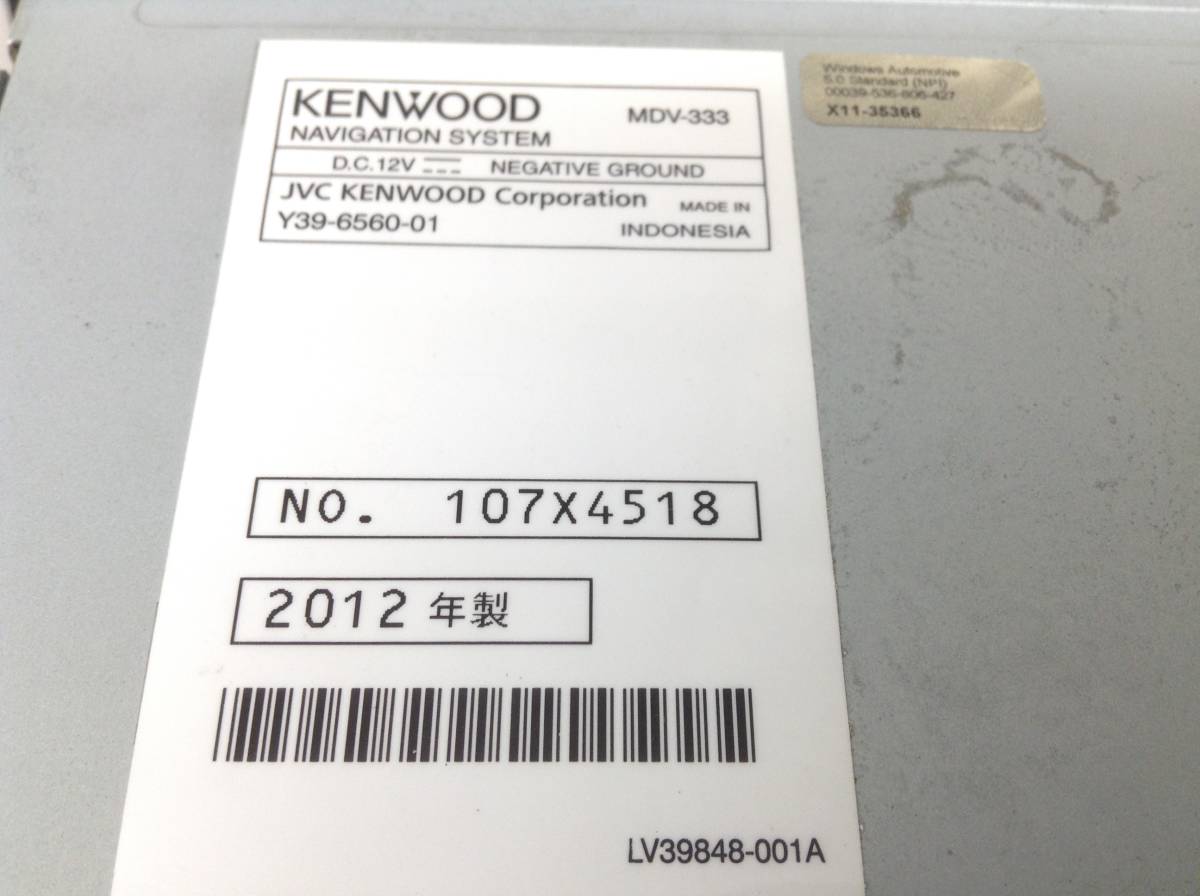 KENWOOD MDV-333
NAVIGATION SYSTEM
D.C.12V NEGATIVE GROUND
JVC KENWOOD Corporation MADE IN
Y39-6560-01 INDONESIA
Windows Automotive
5.0 Standard (NPI)
00039-536-806-427
X11-35366
NO. 107X4518
2012 年製
LV39848-001A